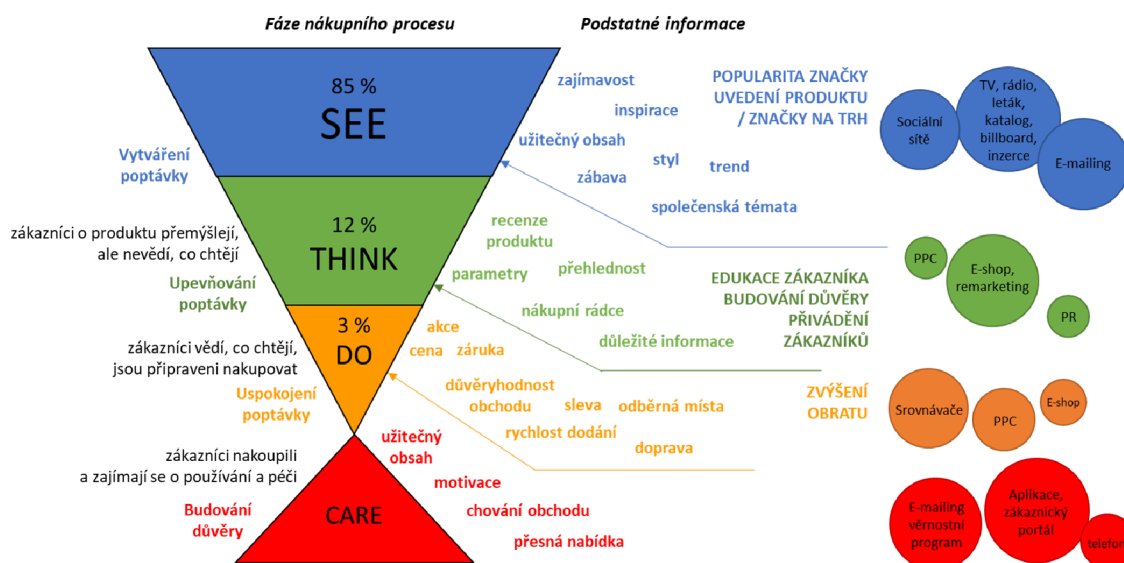 Fáze nákupního procesu
Podstatné informace
85 %
SEE
Vytváření
poptávky
zajímavost
inspirace
užitečný obsah
styl
trend
zábava
společenská témata
POPULARITA ZNAČKY
UVEDENÍ PRODUKTU
/ ZNAČKY NA TRH
Sociální
sítě
TV, rádio,
leták,
katalog,
billboard,
inzerce
E-mailing
12 %
THINK
zákazníci o produktu přemýšlejí,
ale nevědí, co chtějí
Upevňování
poptávky
recenze
produktu
parametry
přehlednost
nákupní rádce
důležité informace
EDUKACE ZÁKAZNÍKA
BUDOVÁNÍ DŮVĚRY
PŘIVÁDĚNÍ
ZÁKAZNÍKŮ
PPC
E-shop,
remarketing
PR
3 %
DO
zákazníci vědí, co chtějí,
jsou připraveni nakupovat
Uspokojení
poptávky
akce
cena
záruka
důvěryhodnost
obchodu
sleva
odběrná místa
rychlost dodání
doprava
ZVÝŠENÍ
OBRATU
Srovnávače
PPC
E-shop
CARE
zákazníci nakoupili
a zajímají se o používání a péči
Budování
důvěry
užitečný
obsah
motivace
chování obchodu
přesná nabídka
E-mailing
věrnostní
program
Aplikace,
zákaznický
portál
telefon